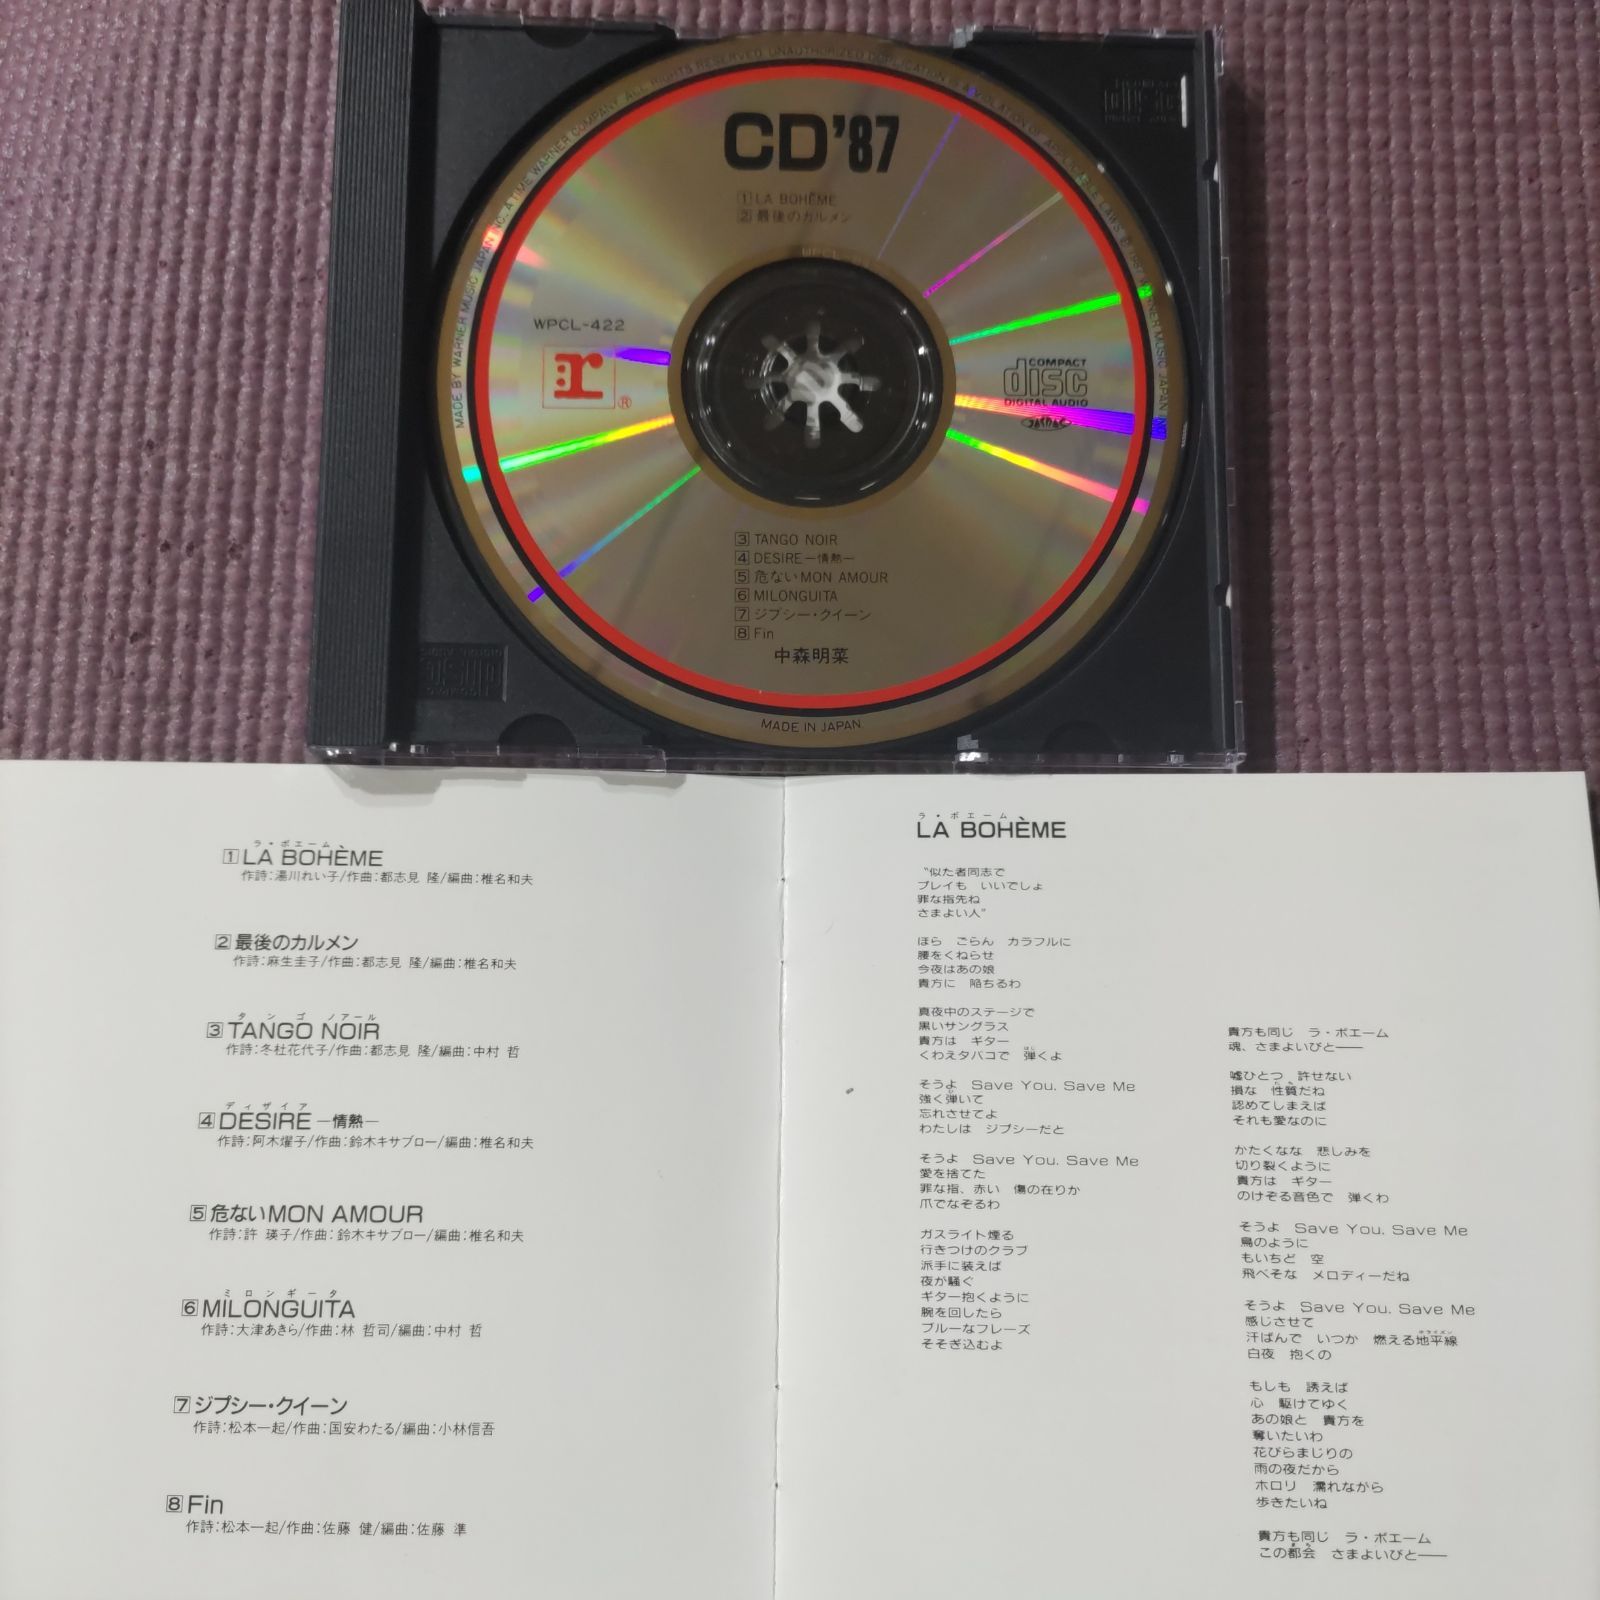 MADE BY WARNER MUSIC JAPAN INC. A TIME WARNER COMPANY. ALL RIGHTS RESERVED. UNAUTHORIZED DUPLICATION IS A VIOLATION OF APPLICABLE LAWS.
CD'87
1 LA BOHÈME
2 最後のカルメン
WPCL-422
r®
COMPACT
disc
DIGITAL AUDIO
JASRAC
3 TANGO NOIR
4 DESIRE—情熱—
5 危ないMON AMOUR
6 MILONGUITA
7 ジプシー・クイーン
8 Fin
中森明菜
MADE IN JAPAN
ラ・ボエーム
1 LA BOHÈME
作詩:湯川れい子/作曲:都志見 隆/編曲:椎名和夫
2 最後のカルメン
作詩:麻生圭子/作曲:都志見 隆/編曲:椎名和夫
タンゴ ノアール
3 TANGO NOIR
作詩:冬杜花代子/作曲:都志見 隆/編曲:中村 哲
ディザイア
4 DESIRE—情熱—
作詩:阿木燿子/作曲:鈴木キサブロー/編曲:椎名和夫
5 危ないMON AMOUR
作詩:許 瑛子/作曲:鈴木キサブロー/編曲:椎名和夫
ミロンギータ
6 MILONGUITA
作詩:大津あきら/作曲:林 哲司/編曲:中村 哲
7 ジプシー・クイーン
作詩:松本一起/作曲:国安わたる/編曲:小林信吾
8 Fin
作詩:松本一起/作曲:佐藤 健/編曲:佐藤 準
ラ・ボエーム
LA BOHÈME
“似た者同志で
プレイも いいでしょ
罪な指先ね
さまよい人”
ほら ごらん カラフルに
腰をくねらせ
今夜はあの娘
貴方に 陥ちるわ
真夜中のステージで
黒いサングラス
貴方は ギター
くわえタバコで 弾くよ
そうよ Save You, Save Me
強く弾いて
忘れさせてよ
わたしは ジプシーだと
そうよ Save You, Save Me
愛を捨てた
罪な指、赤い 傷の在りか
爪でなぞるわ
ガスライト煙る
行きつけのクラブ
派手に装えば
夜が騒ぐ
ギター抱くように
腕を回したら
ブルーなフレーズ
そそぎ込むよ
貴方も同じ ラ・ボエーム
魂、さまよいびと——
嘘ひとつ 許せない
損な 性質だね
認めてしまえば
それも愛なのに
かたくなな 悲しみを
切り裂くように
貴方は ギター
のけぞる音色で 弾くわ
そうよ Save You, Save Me
鳥のように
もいちど 空
飛べそな メロディーだね
そうよ Save You, Save Me
感じさせて
汗ばんで いつか 燃える地平線
白夜 抱くの
もしも 誘えば
心 駆けてゆく
あの娘と 貴方を
奪いたいわ
花びらまじりの
雨の夜だから
ホロリ 濡れながら
歩きたいね
貴方も同じ ラ・ボエーム
この都会 さまよいびと——